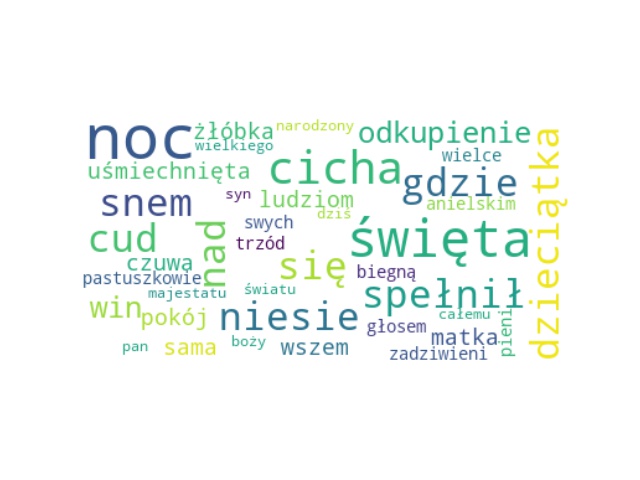 noc żłóbka narodzony odkupienie
wielkiego wielce
uśmiechnięta cicha gdzie
snem syn ludziom anielskim
dziś
cud swych święta
trzód
nad
czuwa się biegną
pastuszkowie
majestatu światu spełnił
win pokój niesie głosem całemu
matka
pan sama boży wszem zadziwieni
pieni
dzieciątka